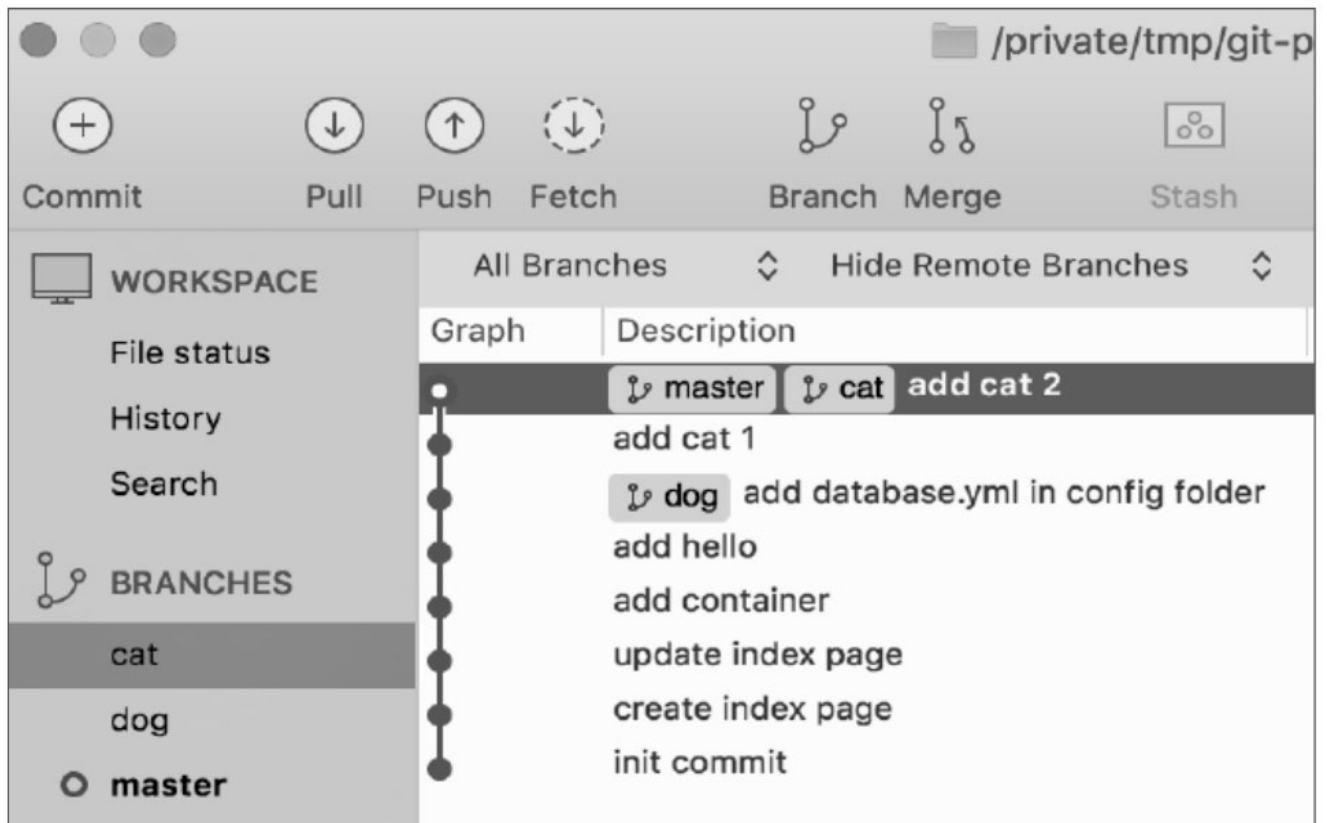 /private/tmp/git-p
Commit Pull Push Fetch Branch Merge Stash
WORKSPACE
File status
History
Search
BRANCHES
cat
dog
master
All Branches Hide Remote Branches
Graph Description
master cat add cat 2
add cat 1
dog add database.yml in config folder
add hello
add container
update index page
create index page
init commit